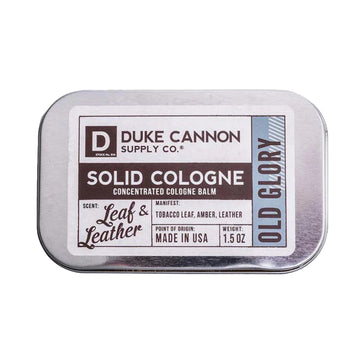 D
DUKE CANNON
SUPPLY CO.®
SOLID COLOGNE
CONCENTRATED COLOGNE BALM
SCENT:
Leaf &
Leather
MANIFEST:
TOBACCO LEAF, AMBER, LEATHER
POINT OF ORIGIN:
MADE IN USA
WEIGHT:
1.5 OZ
OLD GLORY